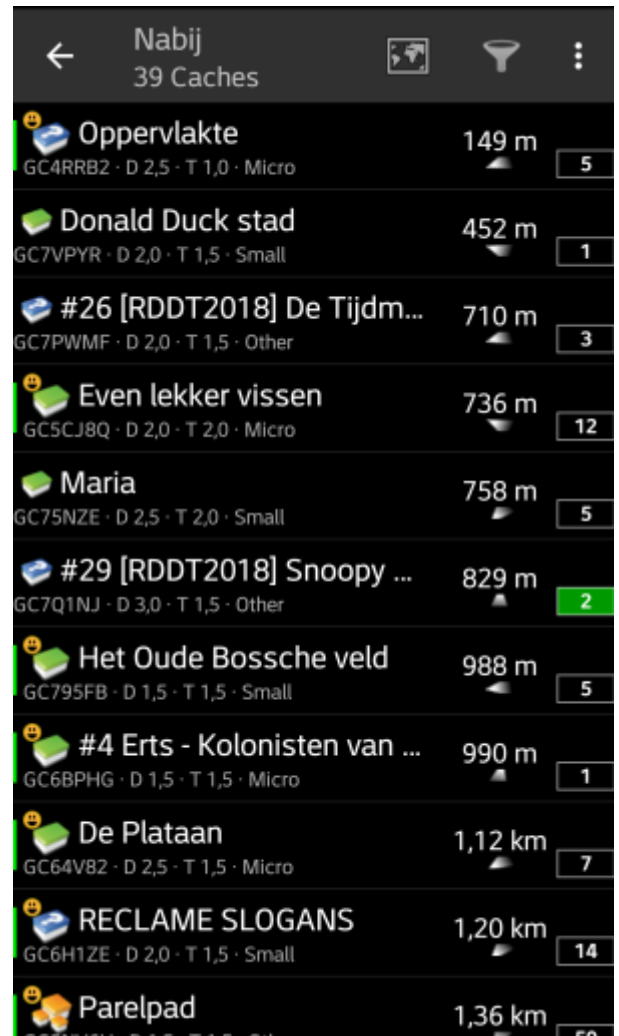 Nabij
39 Caches
Oppervlakte
149 m
GC4RRB2 · D 2,5 · T 1,0 · Micro
5
Donald Duck stad
452 m
GC7VPYR · D 2,0 · T 1,5 · Small
1
#26 [RDDT2018] De Tijdm...
710 m
GC7PWMF · D 2,0 · T 1,5 · Other
3
Even lekker vissen
736 m
GC5CJ8Q · D 2,0 · T 2,0 · Micro
12
Maria
758 m
GC75NZE · D 2,5 · T 2,0 · Small
5
#29 [RDDT2018] Snoopy ...
829 m
GC7Q1NJ · D 3,0 · T 1,5 · Other
2
Het Oude Bossche veld
988 m
GC795FB · D 1,5 · T 1,5 · Small
5
#4 Erts - Kolonisten van ...
990 m
GC6BPHG · D 1,5 · T 1,5 · Micro
1
De Plataan
1,12 km
GC64V82 · D 2,5 · T 1,5 · Micro
7
RECLAME SLOGANS
1,20 km
GC6H1ZE · D 2,0 · T 1,5 · Small
14
Parelpad
1,36 km